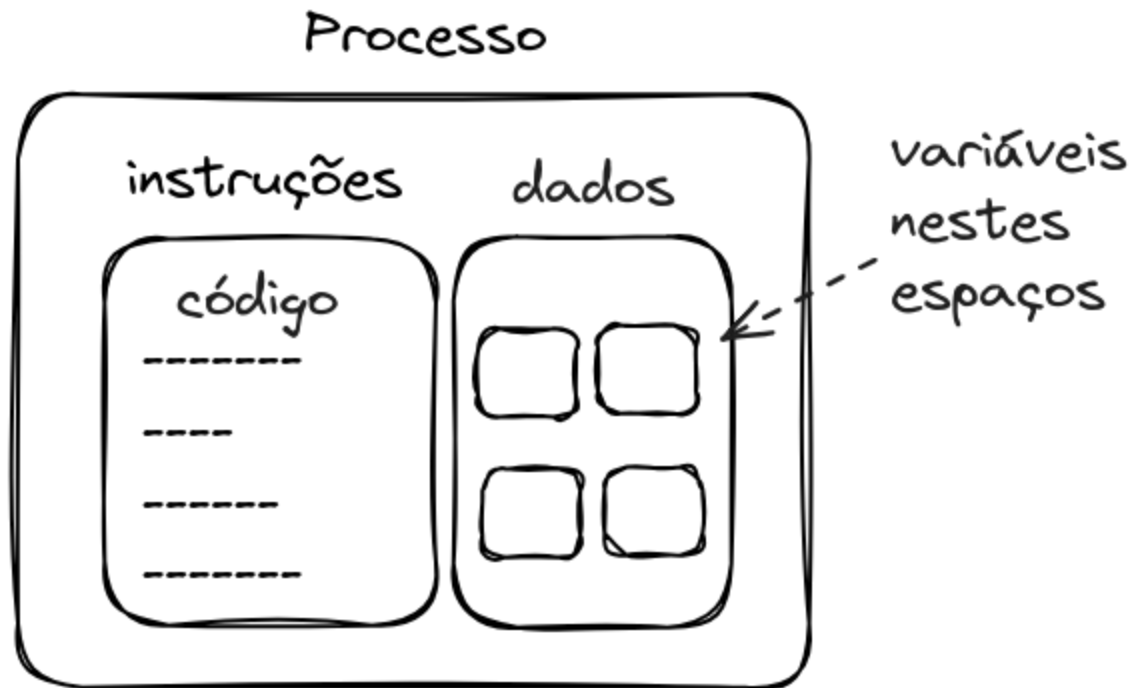 Processo
instruções
dados
variáveis
nestes
espaços
código